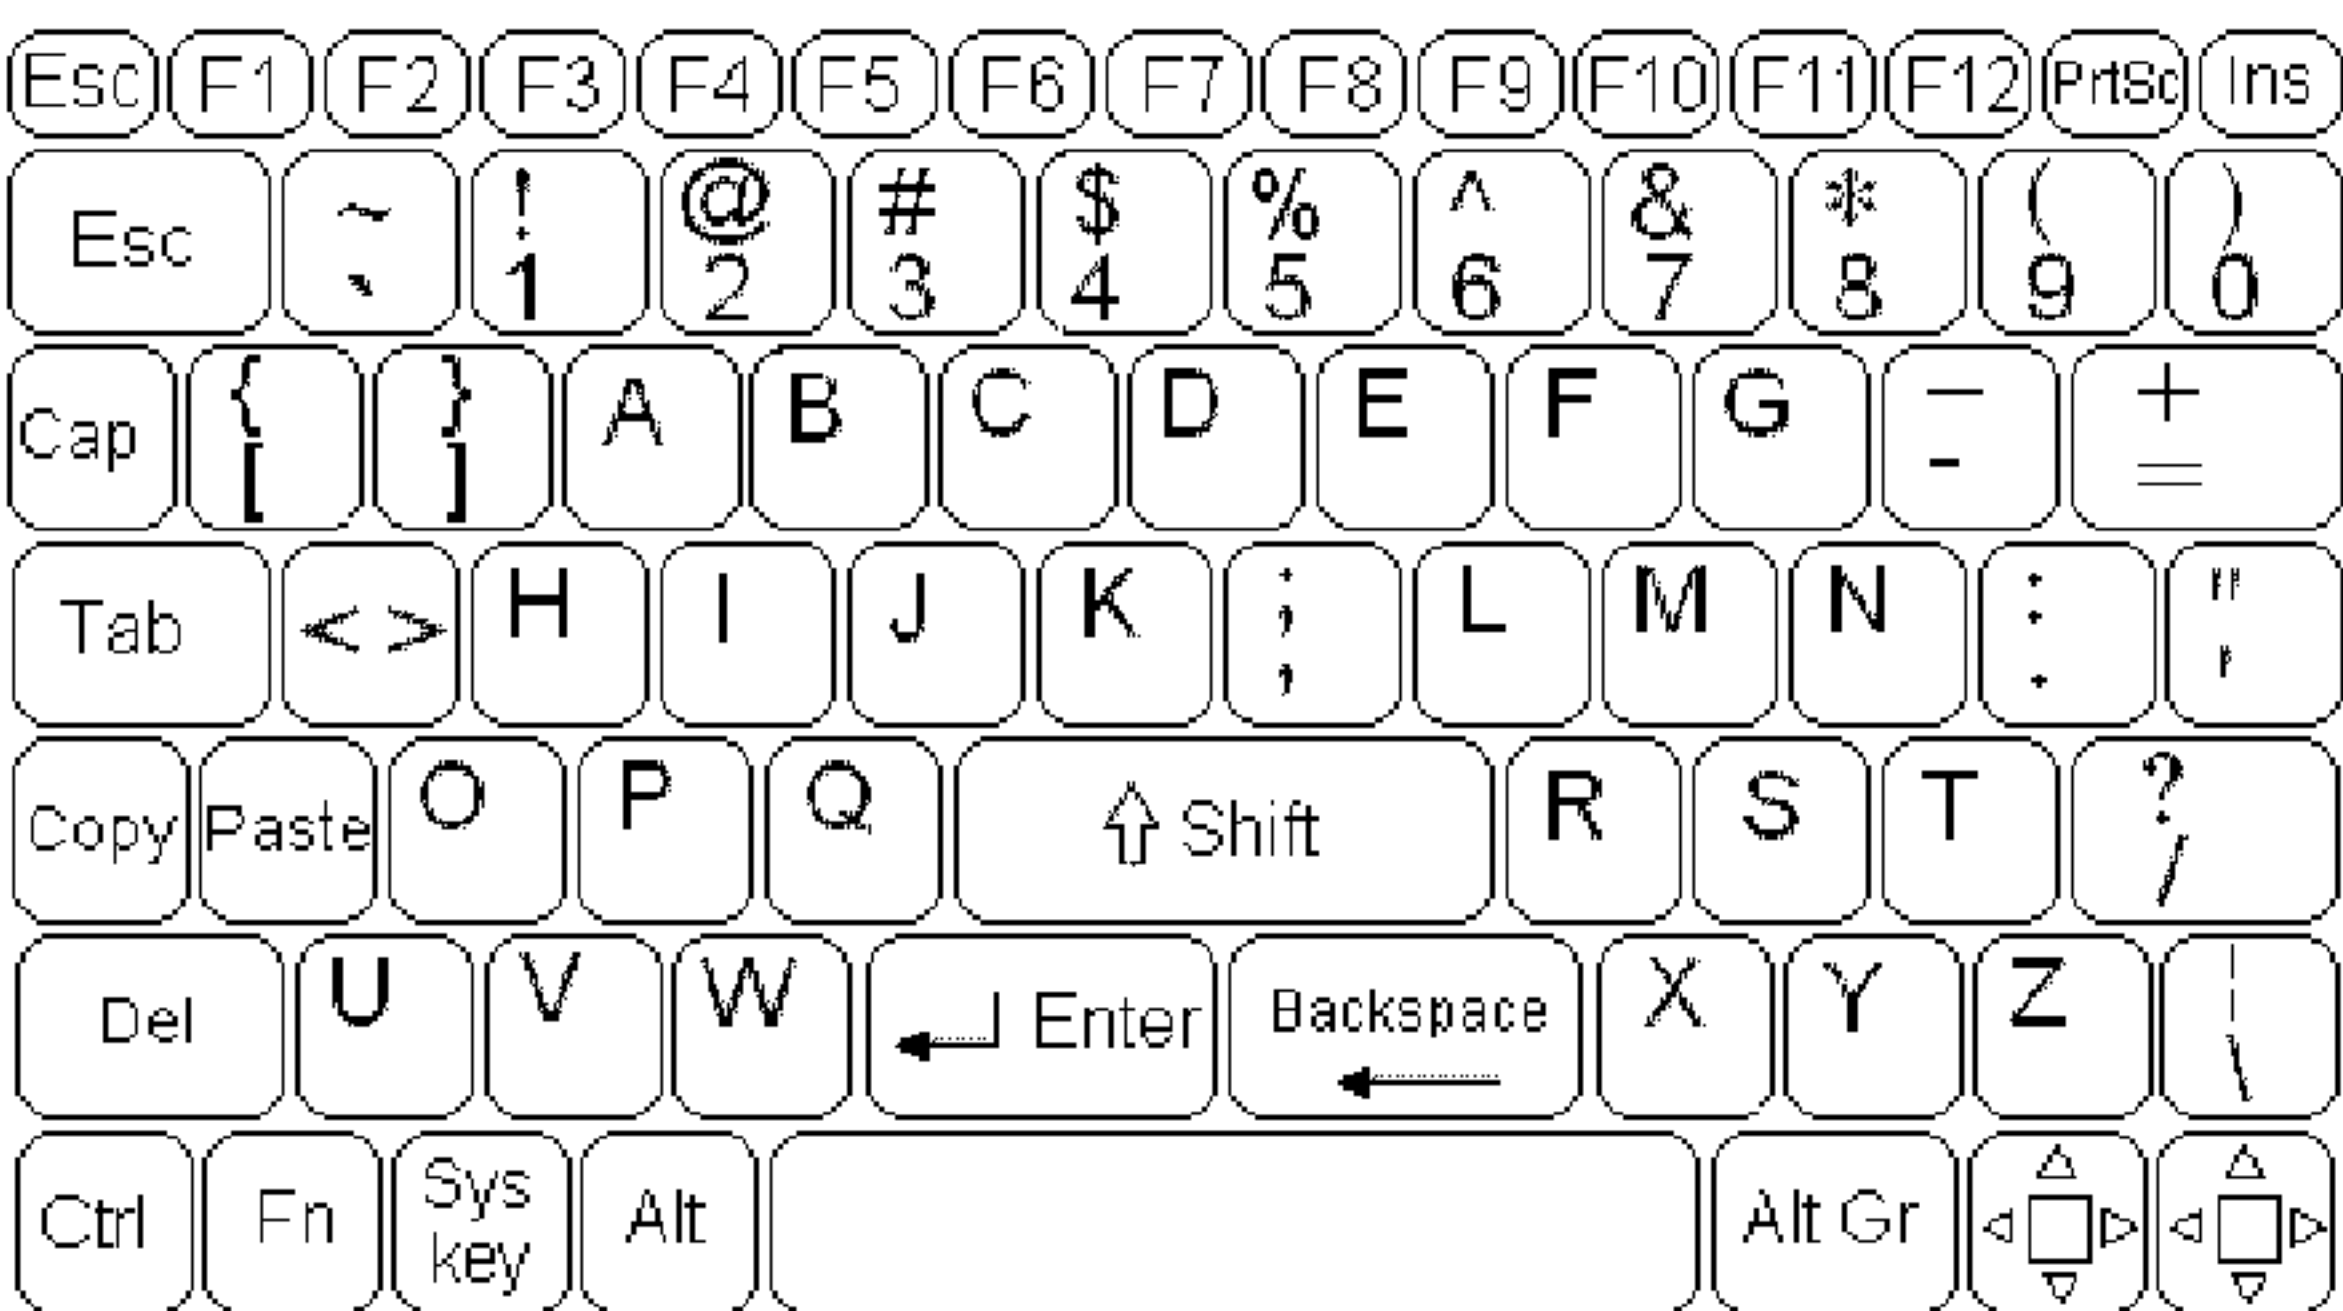 Esc F1 F2 F3 F4 F5 F6 F7 F8 F9 F10 F11 F12 PrtSc Ins
~ ! @ # $ % ^ & * ( )
Esc
` 1 2 3 4 5 6 7 8 9 0
{ } A B C D E F G — +
Cap
[ ] - =
H I J K ; L M N : "
Tab < >
, . '
O P Q R S T ?
Copy Paste ⇧ Shift /
U V W X Y Z |
Del Enter Backspace
\
Sys
Ctrl Fn Alt Alt Gr
key